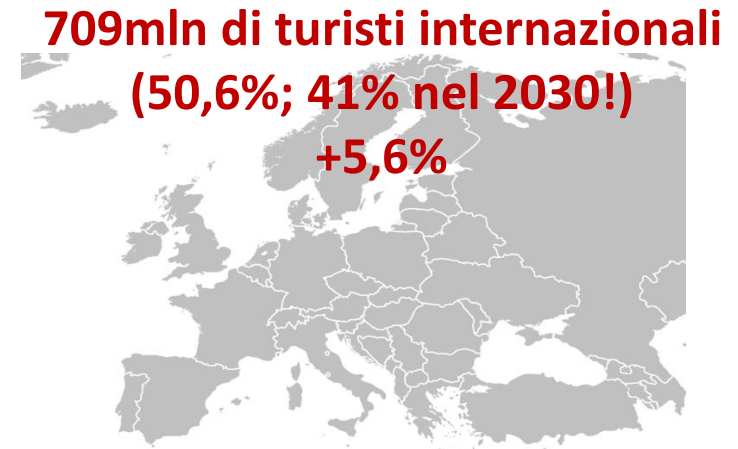 709mln di turisti internazionali
(50,6%; 41% nel 2030!)
+5,6%